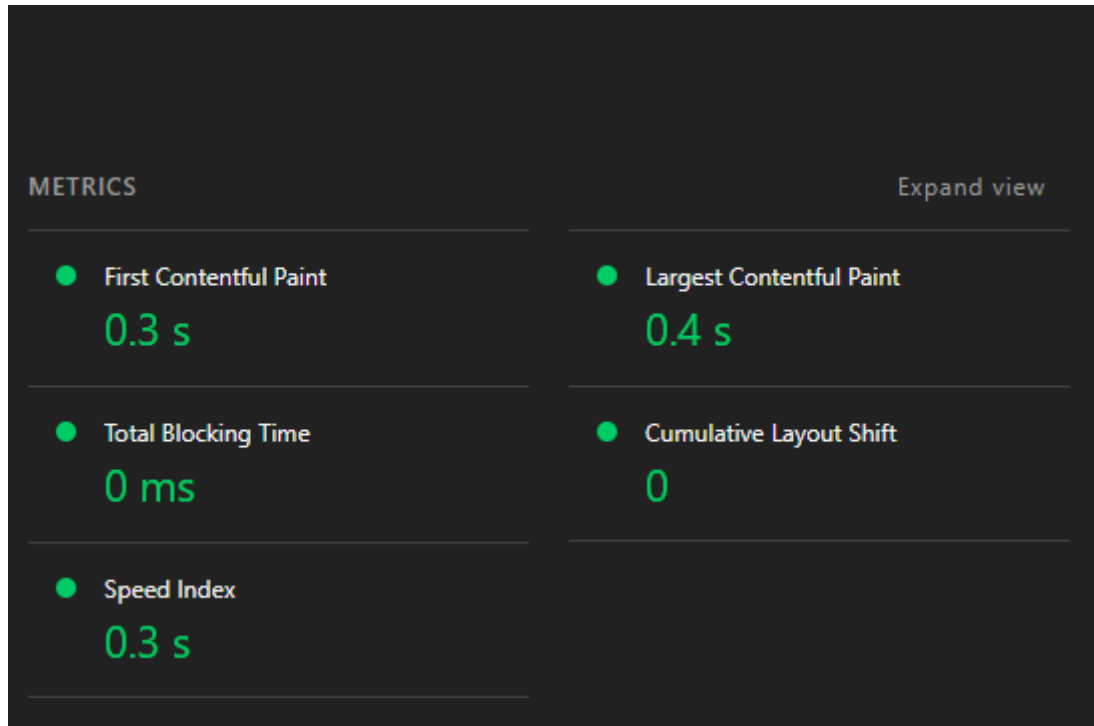 METRICS
Expand view
First Contentful Paint
0.3 s
Largest Contentful Paint
0.4 s
Total Blocking Time
0 ms
Cumulative Layout Shift
0
Speed Index
0.3 s